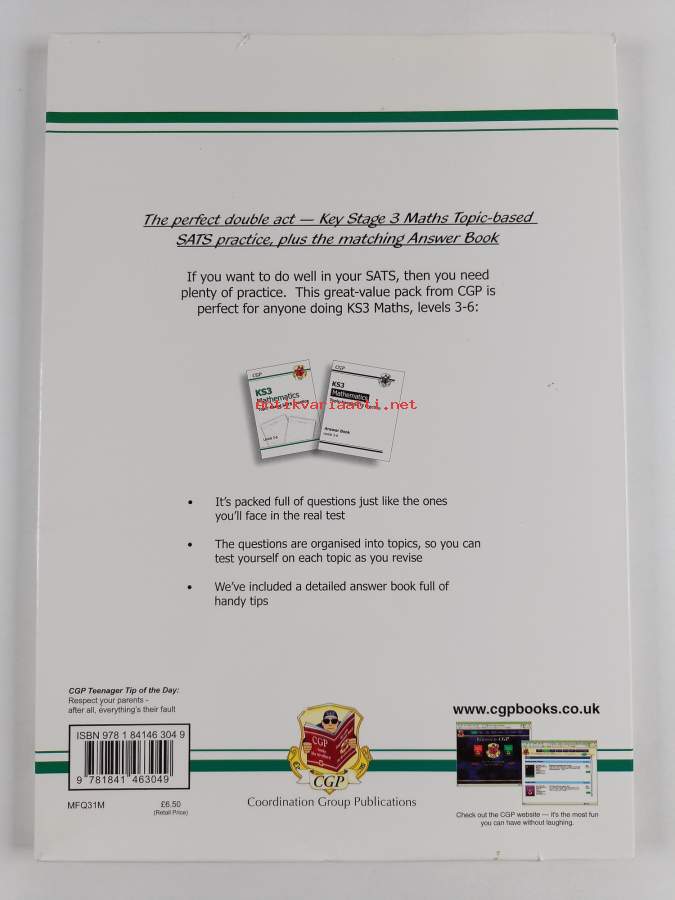 The perfect double act — Key Stage 3 Maths Topic-based
SATS practice, plus the matching Answer Book
If you want to do well in your SATS, then you need
plenty of practice. This great-value pack from CGP is
perfect for anyone doing KS3 Maths, levels 3-6:
CGP
KS3
Mathematics
Levels 3-6
CGP
KS3
Mathematics
Answer Book
Levels 3-6
antikvariaatti.net
• It's packed full of questions just like the ones
you'll face in the real test
• The questions are organised into topics, so you can
test yourself on each topic as you revise
• We've included a detailed answer book full of
handy tips
CGP Teenager Tip of the Day:
Respect your parents -
after all, everything's their fault
ISBN 978 1 84146 304 9
9 781841 463049
MFQ31M
£6.50
(Retail Price)
CGP
CGP
Coordination Group Publications
www.cgpbooks.co.uk
Check out the CGP website — it's the most fun
you can have without laughing.